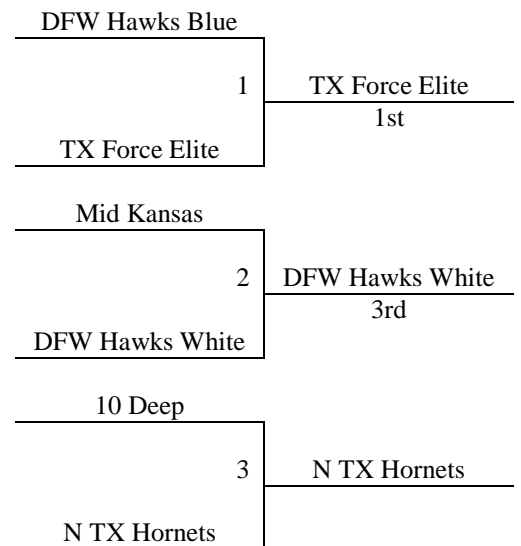 DFW Hawks Blue
1
TX Force Elite
1st
TX Force Elite
Mid Kansas
2
DFW Hawks White
3rd
DFW Hawks White
10 Deep
3
N TX Hornets
N TX Hornets